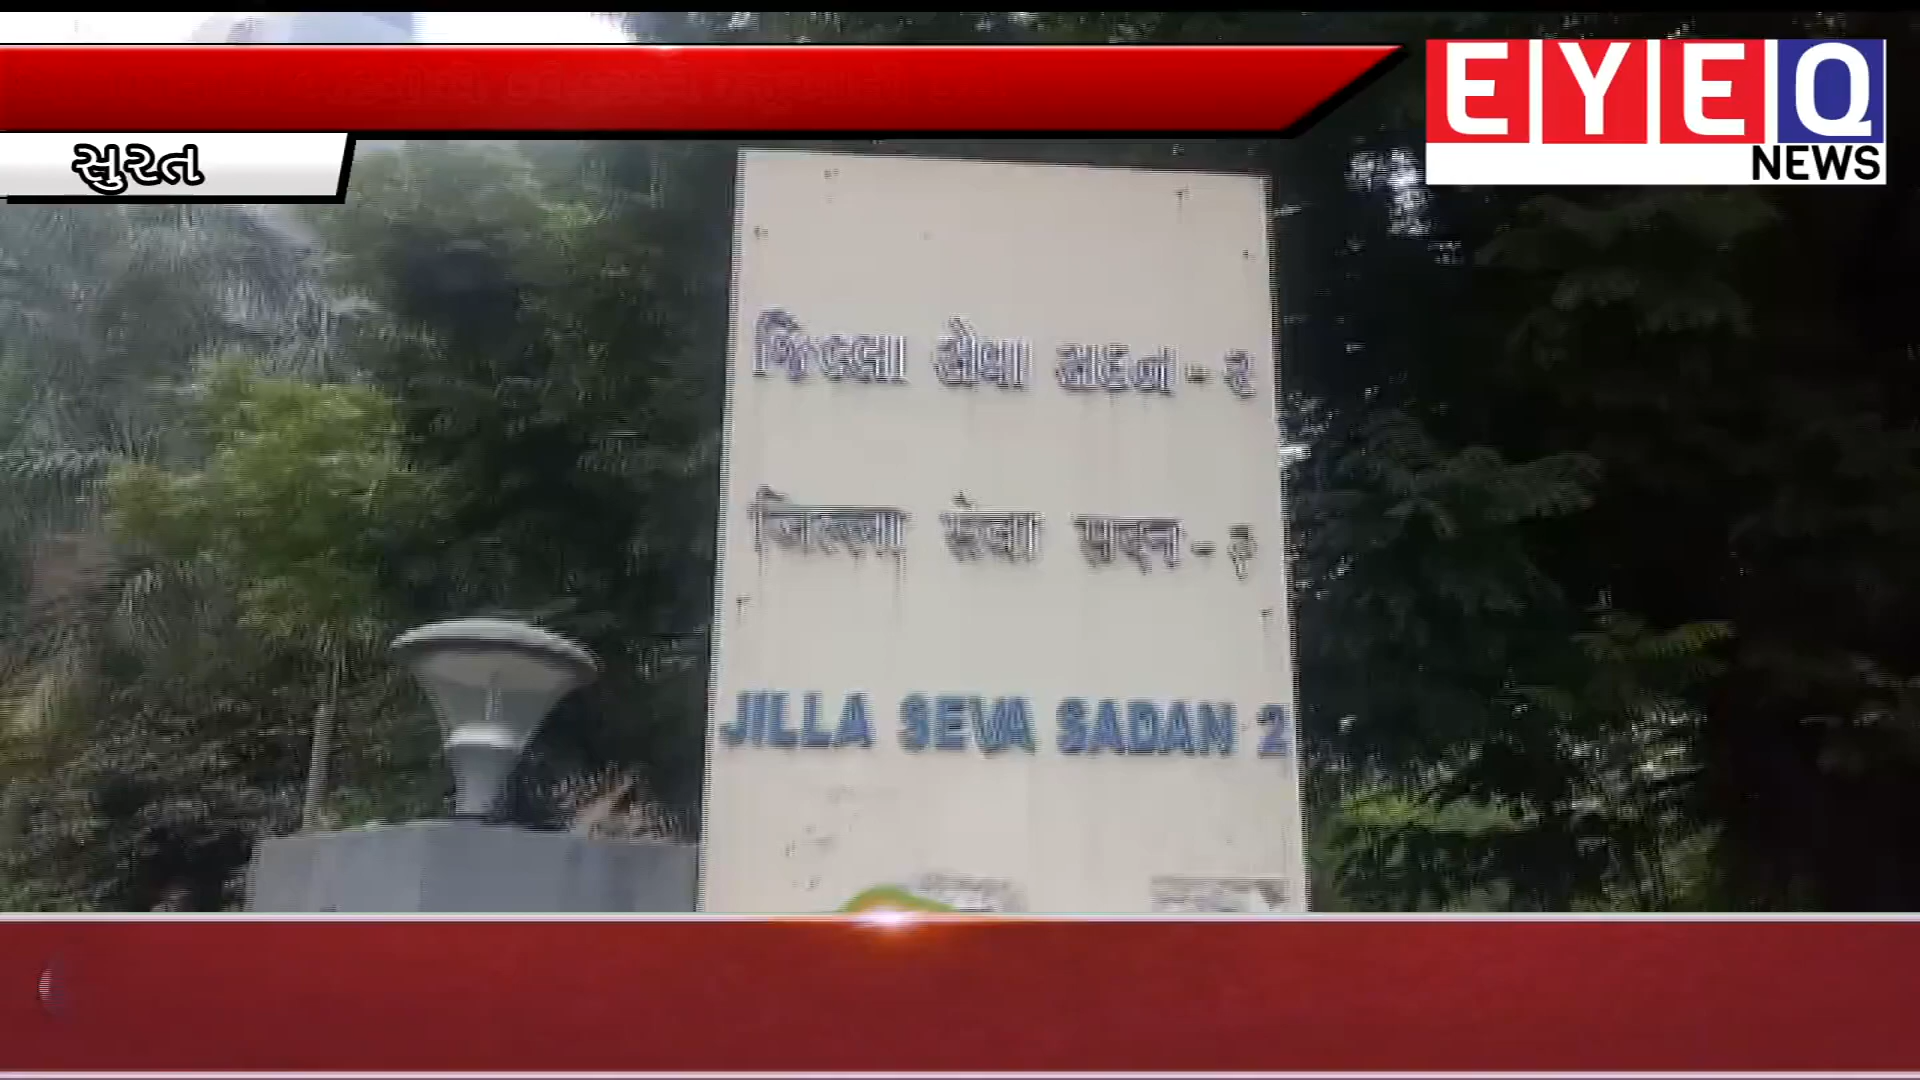 EYEQ
NEWS
સુરત
જિલ્લા સેવા સદન - ૨
जिल्ला सेवा सदन - २
JILLA SEVA SADAN 2